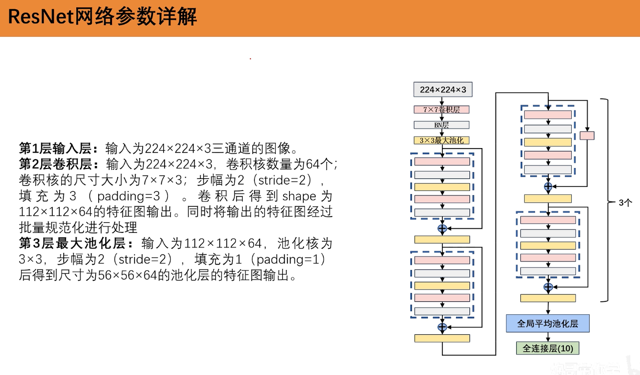 ResNet网络参数详解
第1层输入层：输入为224×224×3三通道的图像。
第2层卷积层：输入为224×224×3，卷积核数量为64个；
卷积核的尺寸大小为7×7×3；步幅为2（stride=2），
填充为3（padding=3）。卷积后得到shape为
112×112×64的特征图输出。同时将输出的特征图经过
批量规范化进行处理
第3层最大池化层：输入为112×112×64，池化核为
3×3，步幅为2（stride=2），填充为1（padding=1）
后得到尺寸为56×56×64的池化层的特征图输出。
224×224×3
7×7卷积层
BN层
3×3最大池化
3个
全局平均池化层
全连接层(10)